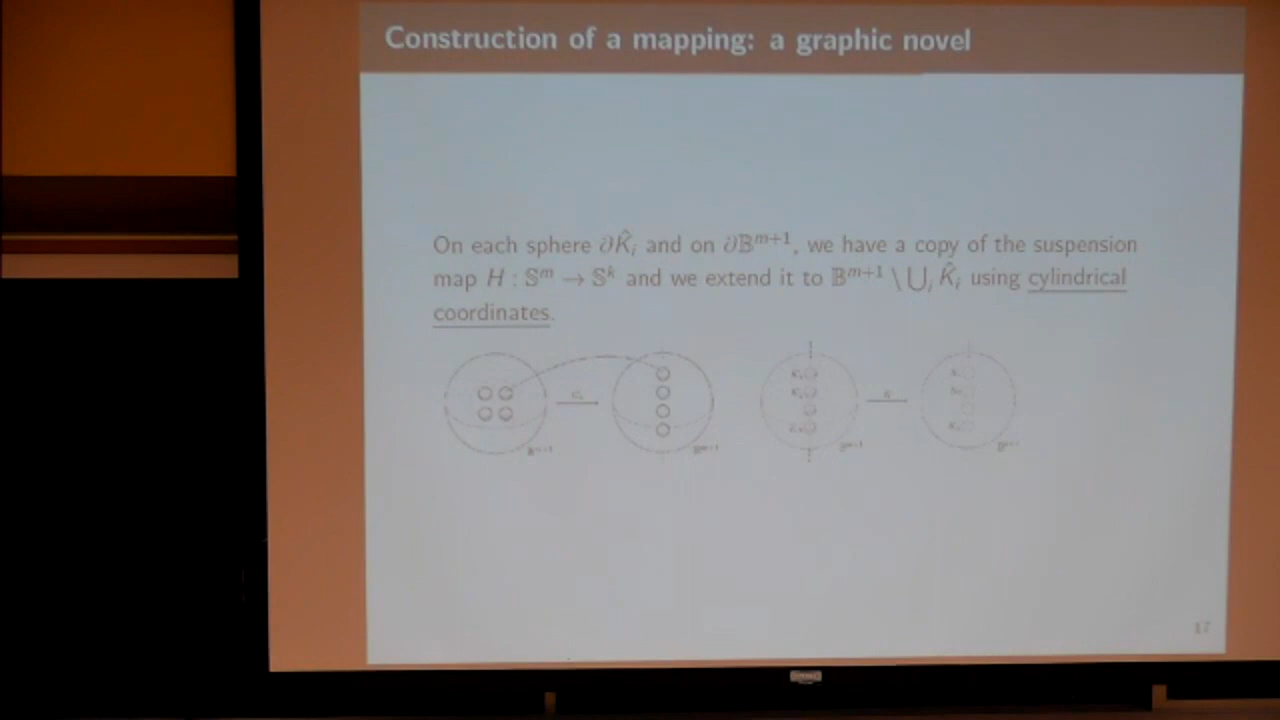 Construction of a mapping: a graphic novel
On each sphere ∂K̂ᵢ and on ∂𝔹ᵐ⁺¹, we have a copy of the suspension
map H : 𝕊ᵐ → 𝕊ᵏ and we extend it to 𝔹ᵐ⁺¹ \ ⋃ᵢ K̂ᵢ using cylindrical
coordinates.
17